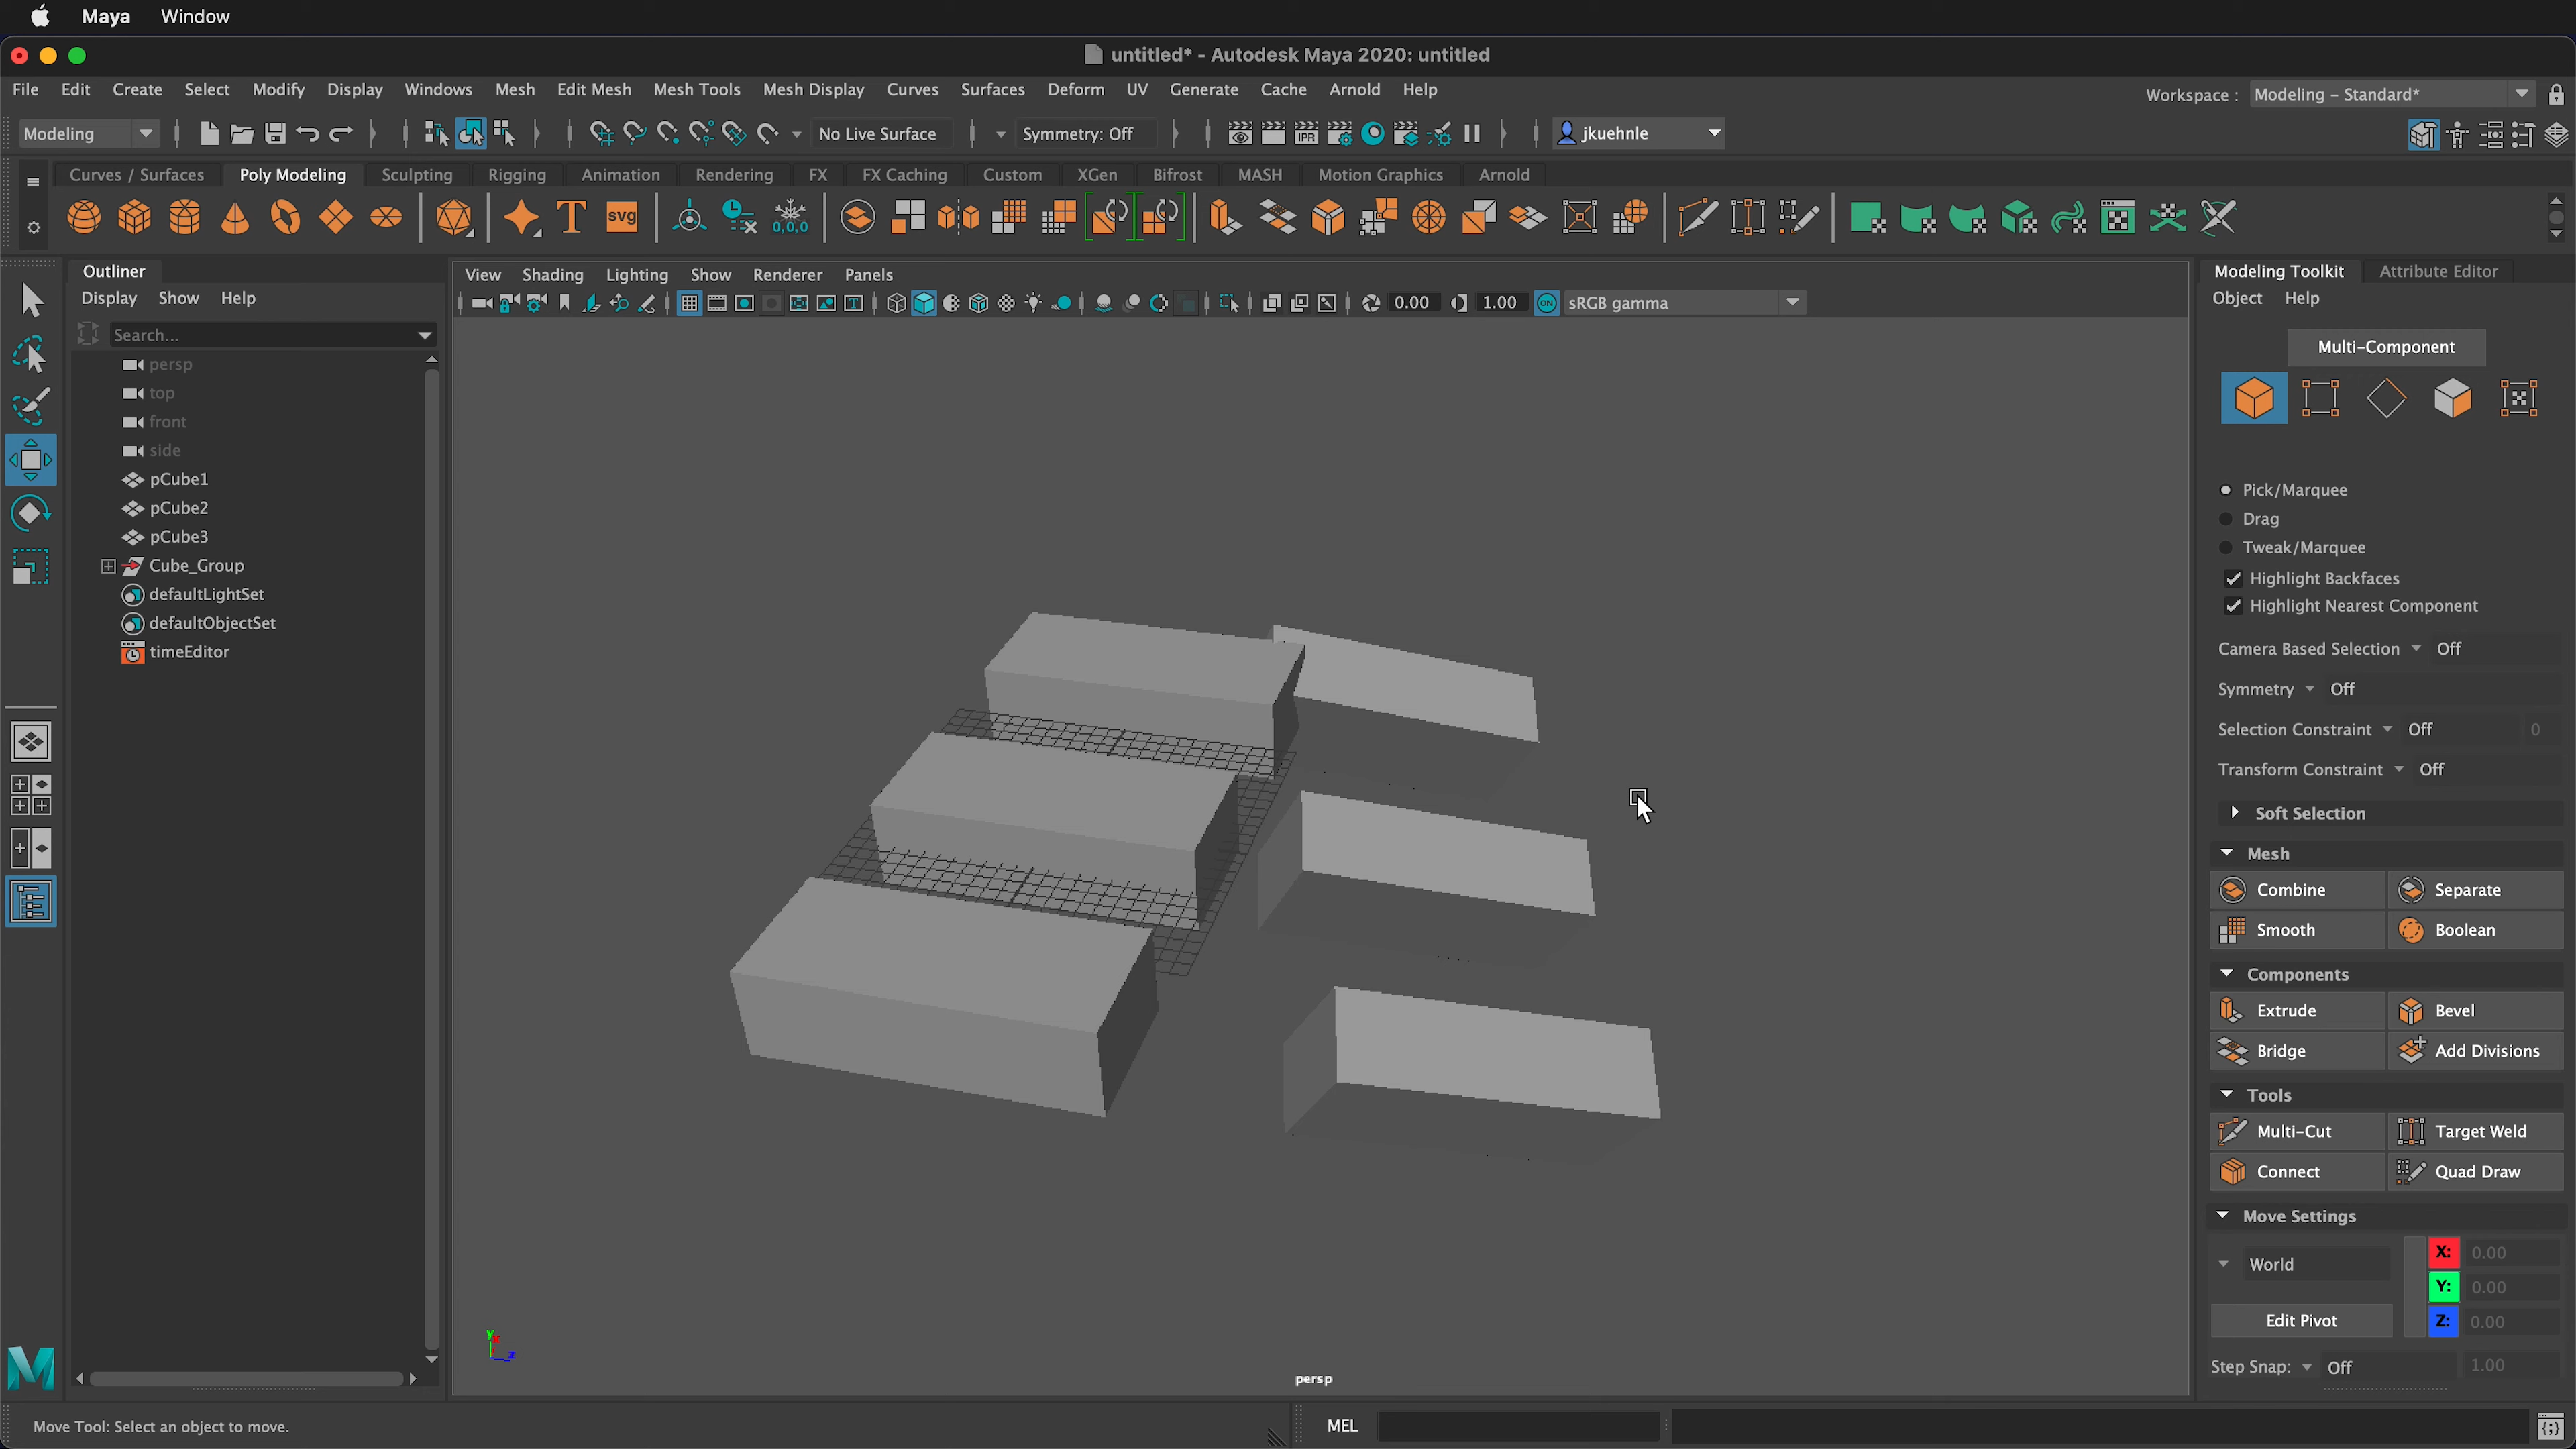 Maya Window
untitled* - Autodesk Maya 2020: untitled
File Edit Create Select Modify Display Windows Mesh Edit Mesh Mesh Tools Mesh Display Curves Surfaces Deform UV Generate Cache Arnold Help
Workspace : Modeling - Standard*
Modeling No Live Surface Symmetry: Off IPR jkuehnle
Curves / Surfaces Poly Modeling Sculpting Rigging Animation Rendering FX FX Caching Custom XGen Bifrost MASH Motion Graphics Arnold
T svg 0,0,0
Outliner
Display Show Help
Search...
persp
top
front
side
pCube1
pCube2
pCube3
Cube_Group
defaultLightSet
defaultObjectSet
timeEditor
View Shading Lighting Show Renderer Panels
T 0.00 1.00 ON sRGB gamma
y z
persp
Modeling Toolkit Attribute Editor
Object Help
Multi-Component
Pick/Marquee
Drag
Tweak/Marquee
Highlight Backfaces
Highlight Nearest Component
Camera Based Selection Off
Symmetry Off
Selection Constraint Off 0
Transform Constraint Off
Soft Selection
Mesh
Combine Separate
Smooth Boolean
Components
Extrude Bevel
Bridge Add Divisions
Tools
Multi-Cut Target Weld
Connect Quad Draw
Move Settings
World
X: 0.00
Y: 0.00
Edit Pivot
Z: 0.00
Step Snap: Off 1.00
M
Move Tool: Select an object to move.
MEL